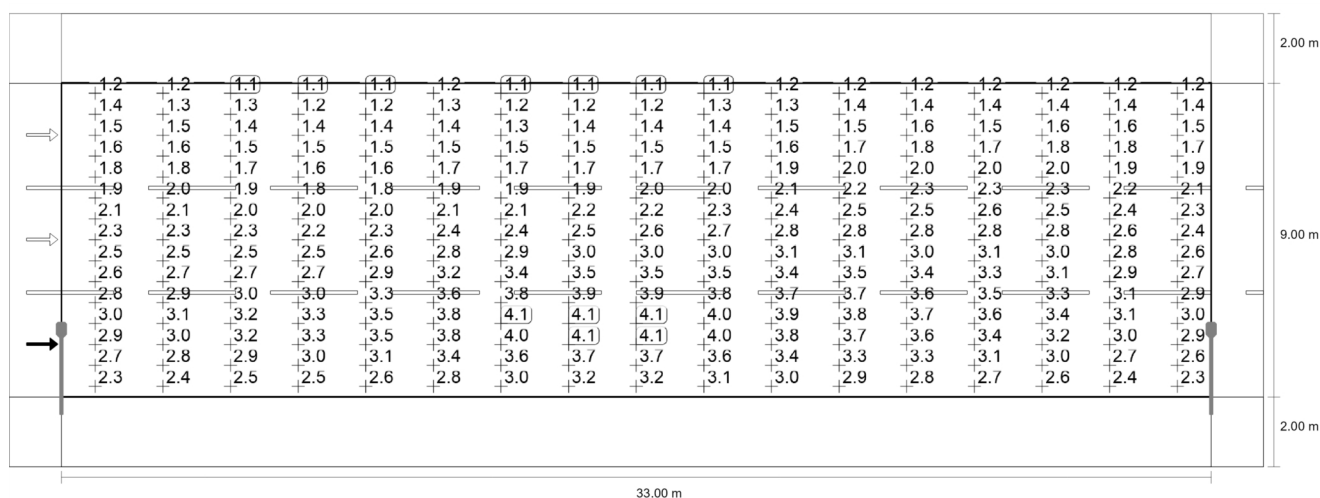 2.00 m
1.2 1.2 1.1 1.1 1.1 1.2 1.1 1.1 1.1 1.1 1.2 1.2 1.2 1.2 1.2 1.2 1.2
1.4 1.3 1.3 1.2 1.2 1.3 1.2 1.2 1.2 1.3 1.3 1.4 1.4 1.4 1.4 1.4 1.4
1.5 1.5 1.4 1.4 1.4 1.4 1.3 1.4 1.4 1.4 1.5 1.5 1.6 1.5 1.6 1.6 1.5
1.6 1.6 1.5 1.5 1.5 1.5 1.5 1.5 1.5 1.5 1.6 1.7 1.8 1.7 1.8 1.8 1.7
1.8 1.8 1.7 1.6 1.6 1.7 1.7 1.7 1.7 1.7 1.9 2.0 2.0 2.0 2.0 1.9 1.9
1.9 2.0 1.9 1.8 1.8 1.9 1.9 1.9 2.0 2.0 2.1 2.2 2.3 2.3 2.3 2.2 2.1
2.1 2.1 2.0 2.0 2.0 2.1 2.1 2.2 2.2 2.3 2.4 2.5 2.5 2.6 2.5 2.4 2.3
2.3 2.3 2.3 2.2 2.3 2.4 2.4 2.5 2.6 2.7 2.8 2.8 2.8 2.8 2.8 2.6 2.4
9.00 m
2.5 2.5 2.5 2.5 2.6 2.8 2.9 3.0 3.0 3.0 3.1 3.1 3.0 3.1 3.0 2.8 2.6
2.6 2.7 2.7 2.7 2.9 3.2 3.4 3.5 3.5 3.5 3.4 3.5 3.4 3.3 3.1 2.9 2.7
2.8 2.9 3.0 3.0 3.3 3.6 3.8 3.9 3.9 3.8 3.7 3.7 3.6 3.5 3.3 3.1 2.9
3.0 3.1 3.2 3.3 3.5 3.8 4.1 4.1 4.1 4.0 3.9 3.8 3.7 3.6 3.4 3.1 3.0
2.9 3.0 3.2 3.3 3.5 3.8 4.0 4.1 4.1 4.0 3.8 3.7 3.6 3.4 3.2 3.0 2.9
2.7 2.8 2.9 3.0 3.1 3.4 3.6 3.7 3.7 3.6 3.4 3.3 3.3 3.1 3.0 2.7 2.6
2.3 2.4 2.5 2.5 2.6 2.8 3.0 3.2 3.2 3.1 3.0 2.9 2.8 2.7 2.6 2.4 2.3
2.00 m
33.00 m